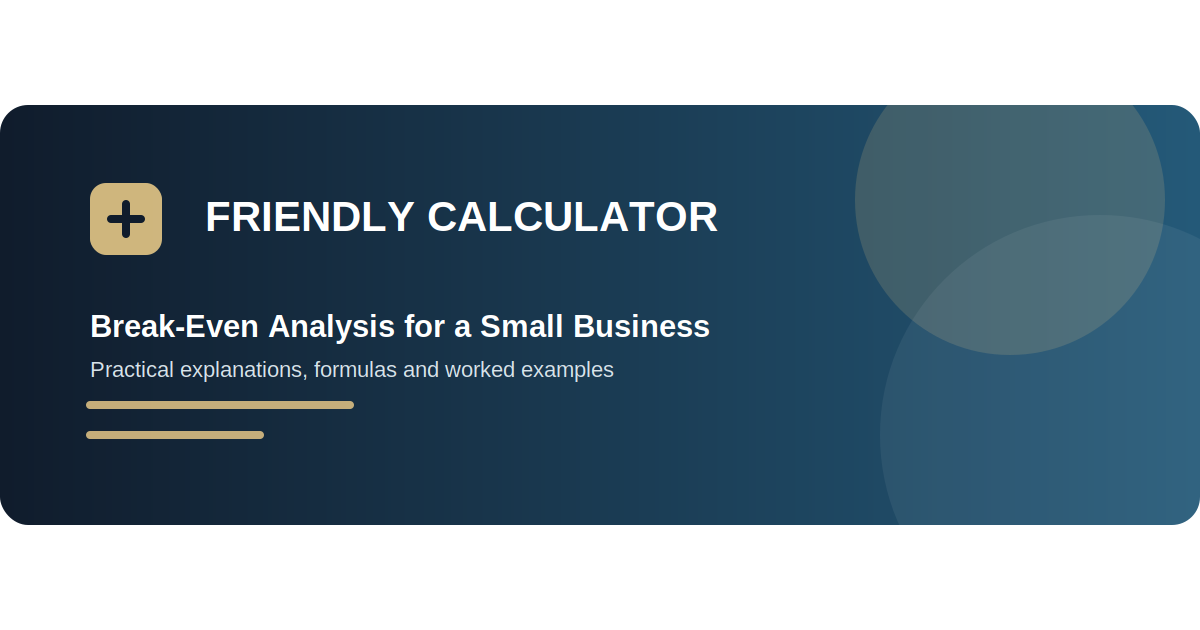 FRIENDLY CALCULATOR
Break-Even Analysis for a Small Business
Practical explanations, formulas and worked examples